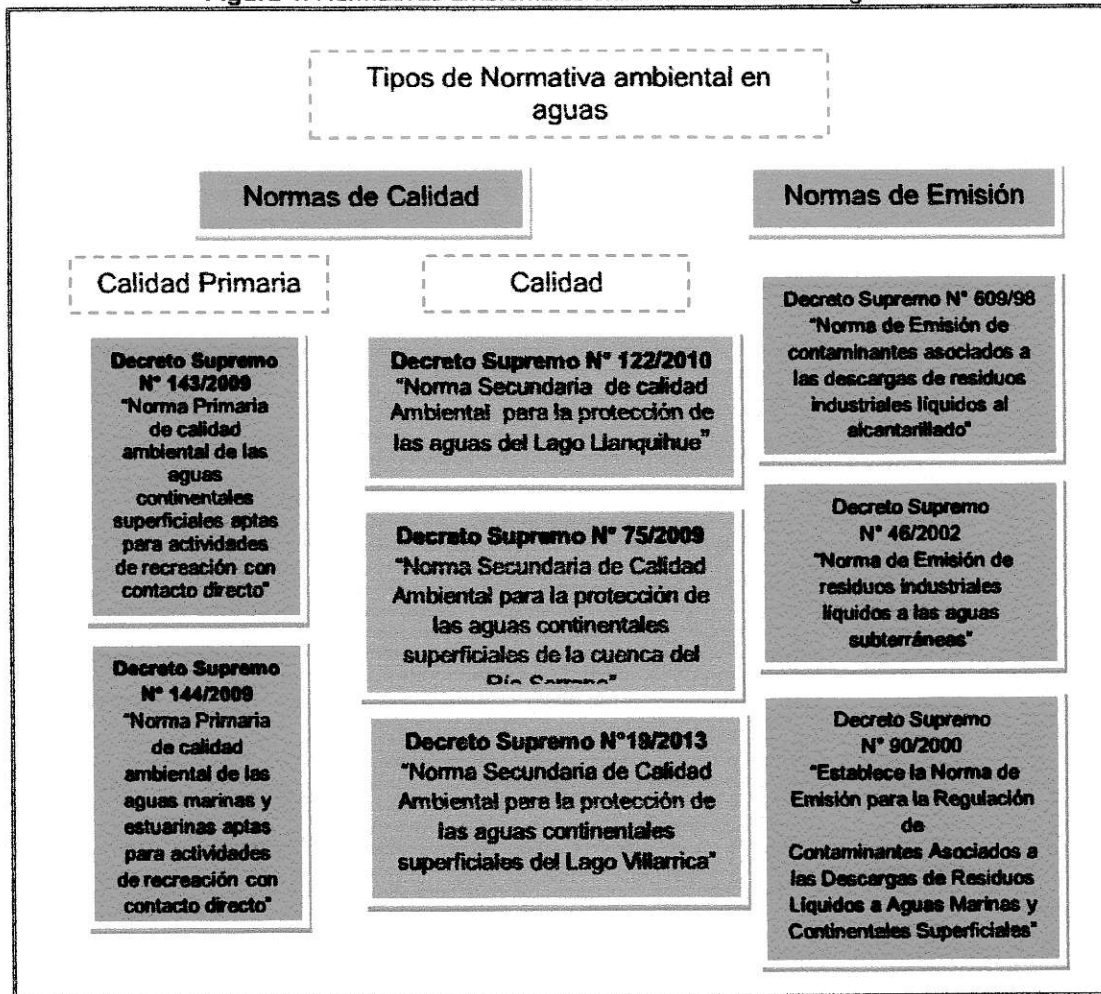 Tipos de Normativa ambiental en
aguas
Normas de Calidad
Normas de Emisión
Calidad Primaria
Calidad
Decreto Supremo
N° 143/2009
"Norma Primaria
de calidad
ambiental de las
aguas
continentales
superficiales aptas
para actividades
de recreación con
contacto directo"
Decreto Supremo
N° 144/2009
"Norma Primaria
de calidad
ambiental de las
aguas marinas y
estuarinas aptas
para actividades
de recreación con
contacto directo"
Decreto Supremo N° 122/2010
"Norma Secundaria de calidad
Ambiental para la protección de
las aguas del Lago Llanquihue"
Decreto Supremo N° 75/2009
"Norma Secundaria de Calidad
Ambiental para la protección de
las aguas continentales
superficiales de la cuenca del
Río Serrano"
Decreto Supremo N°19/2013
"Norma Secundaria de Calidad
Ambiental para la protección de
las aguas continentales
superficiales del Lago Villarrica"
Decreto Supremo N° 609/98
"Norma de Emisión de
contaminantes asociados a
las descargas de residuos
industriales líquidos al
alcantarillado"
Decreto Supremo
N° 46/2002
"Norma de Emisión de
residuos industriales
líquidos a las aguas
subterráneas"
Decreto Supremo
N° 90/2000
"Establece la Norma de
Emisión para la Regulación
de
Contaminantes Asociados a
las Descargas de Residuos
Líquidos a Aguas Marinas y
Continentales Superficiales"